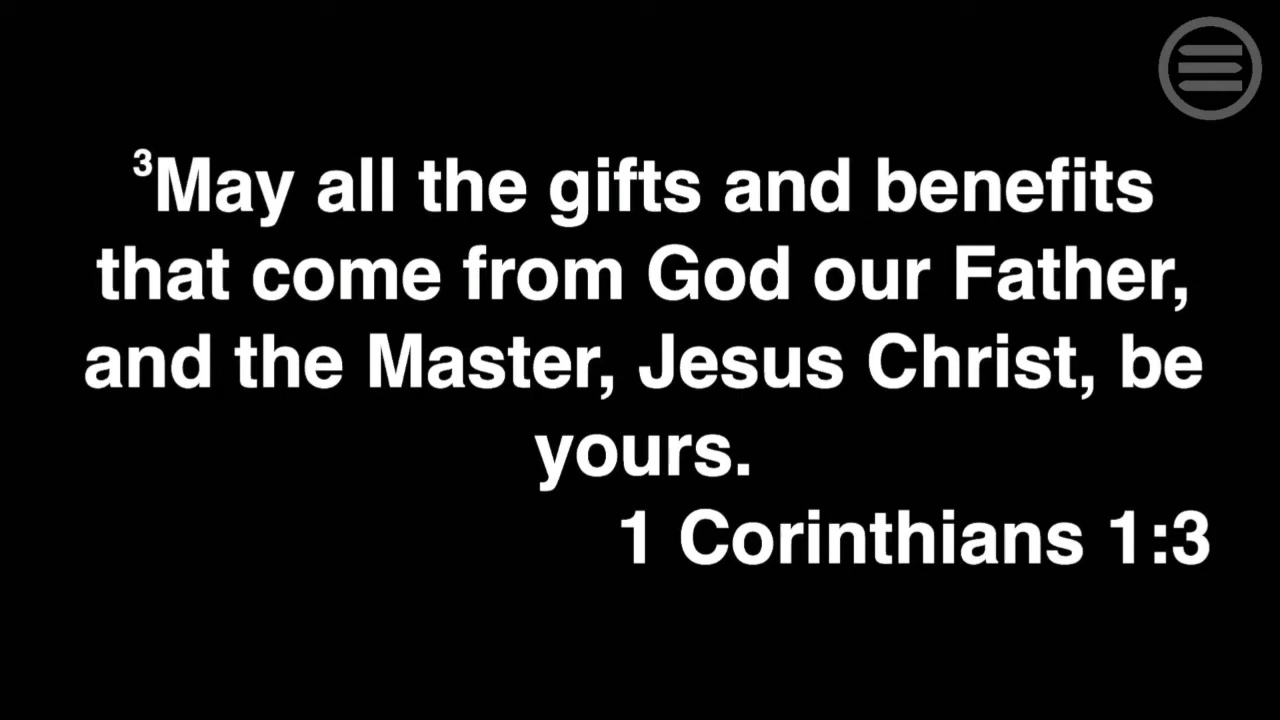 ³May all the gifts and benefits
that come from God our Father,
and the Master, Jesus Christ, be
yours.
1 Corinthians 1:3